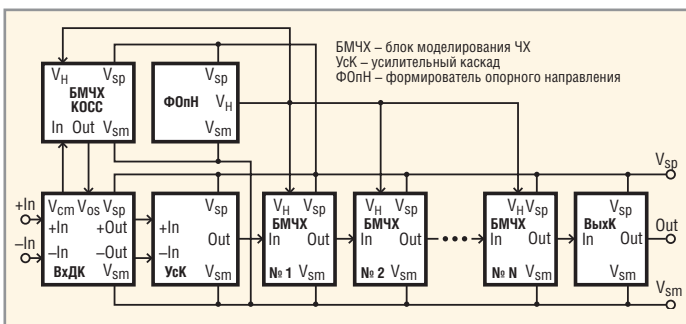 БМЧХ – блок моделирования ЧХ
УсК – усилительный каскад
ФОпН – формирователь опорного направления
V_H V_sp
БМЧХ
КОСС
In Out V_sm
V_sp
ФОпН V_H
V_sm
V_sp
+In
–In
V_cm V_os V_sp
+In +Out
–In –Out
V_sm
ВхДК
V_sp
+In
Out
–In
V_sm
УсК
V_H V_sp
БМЧХ
In Out
№ 1 V_sm
V_H V_sp
БМЧХ
In Out
№ 2 V_sm
V_H V_sp
БМЧХ
In Out
№ N V_sm
ВыхК
V_sp
In Out
V_sm
Out
V_sm